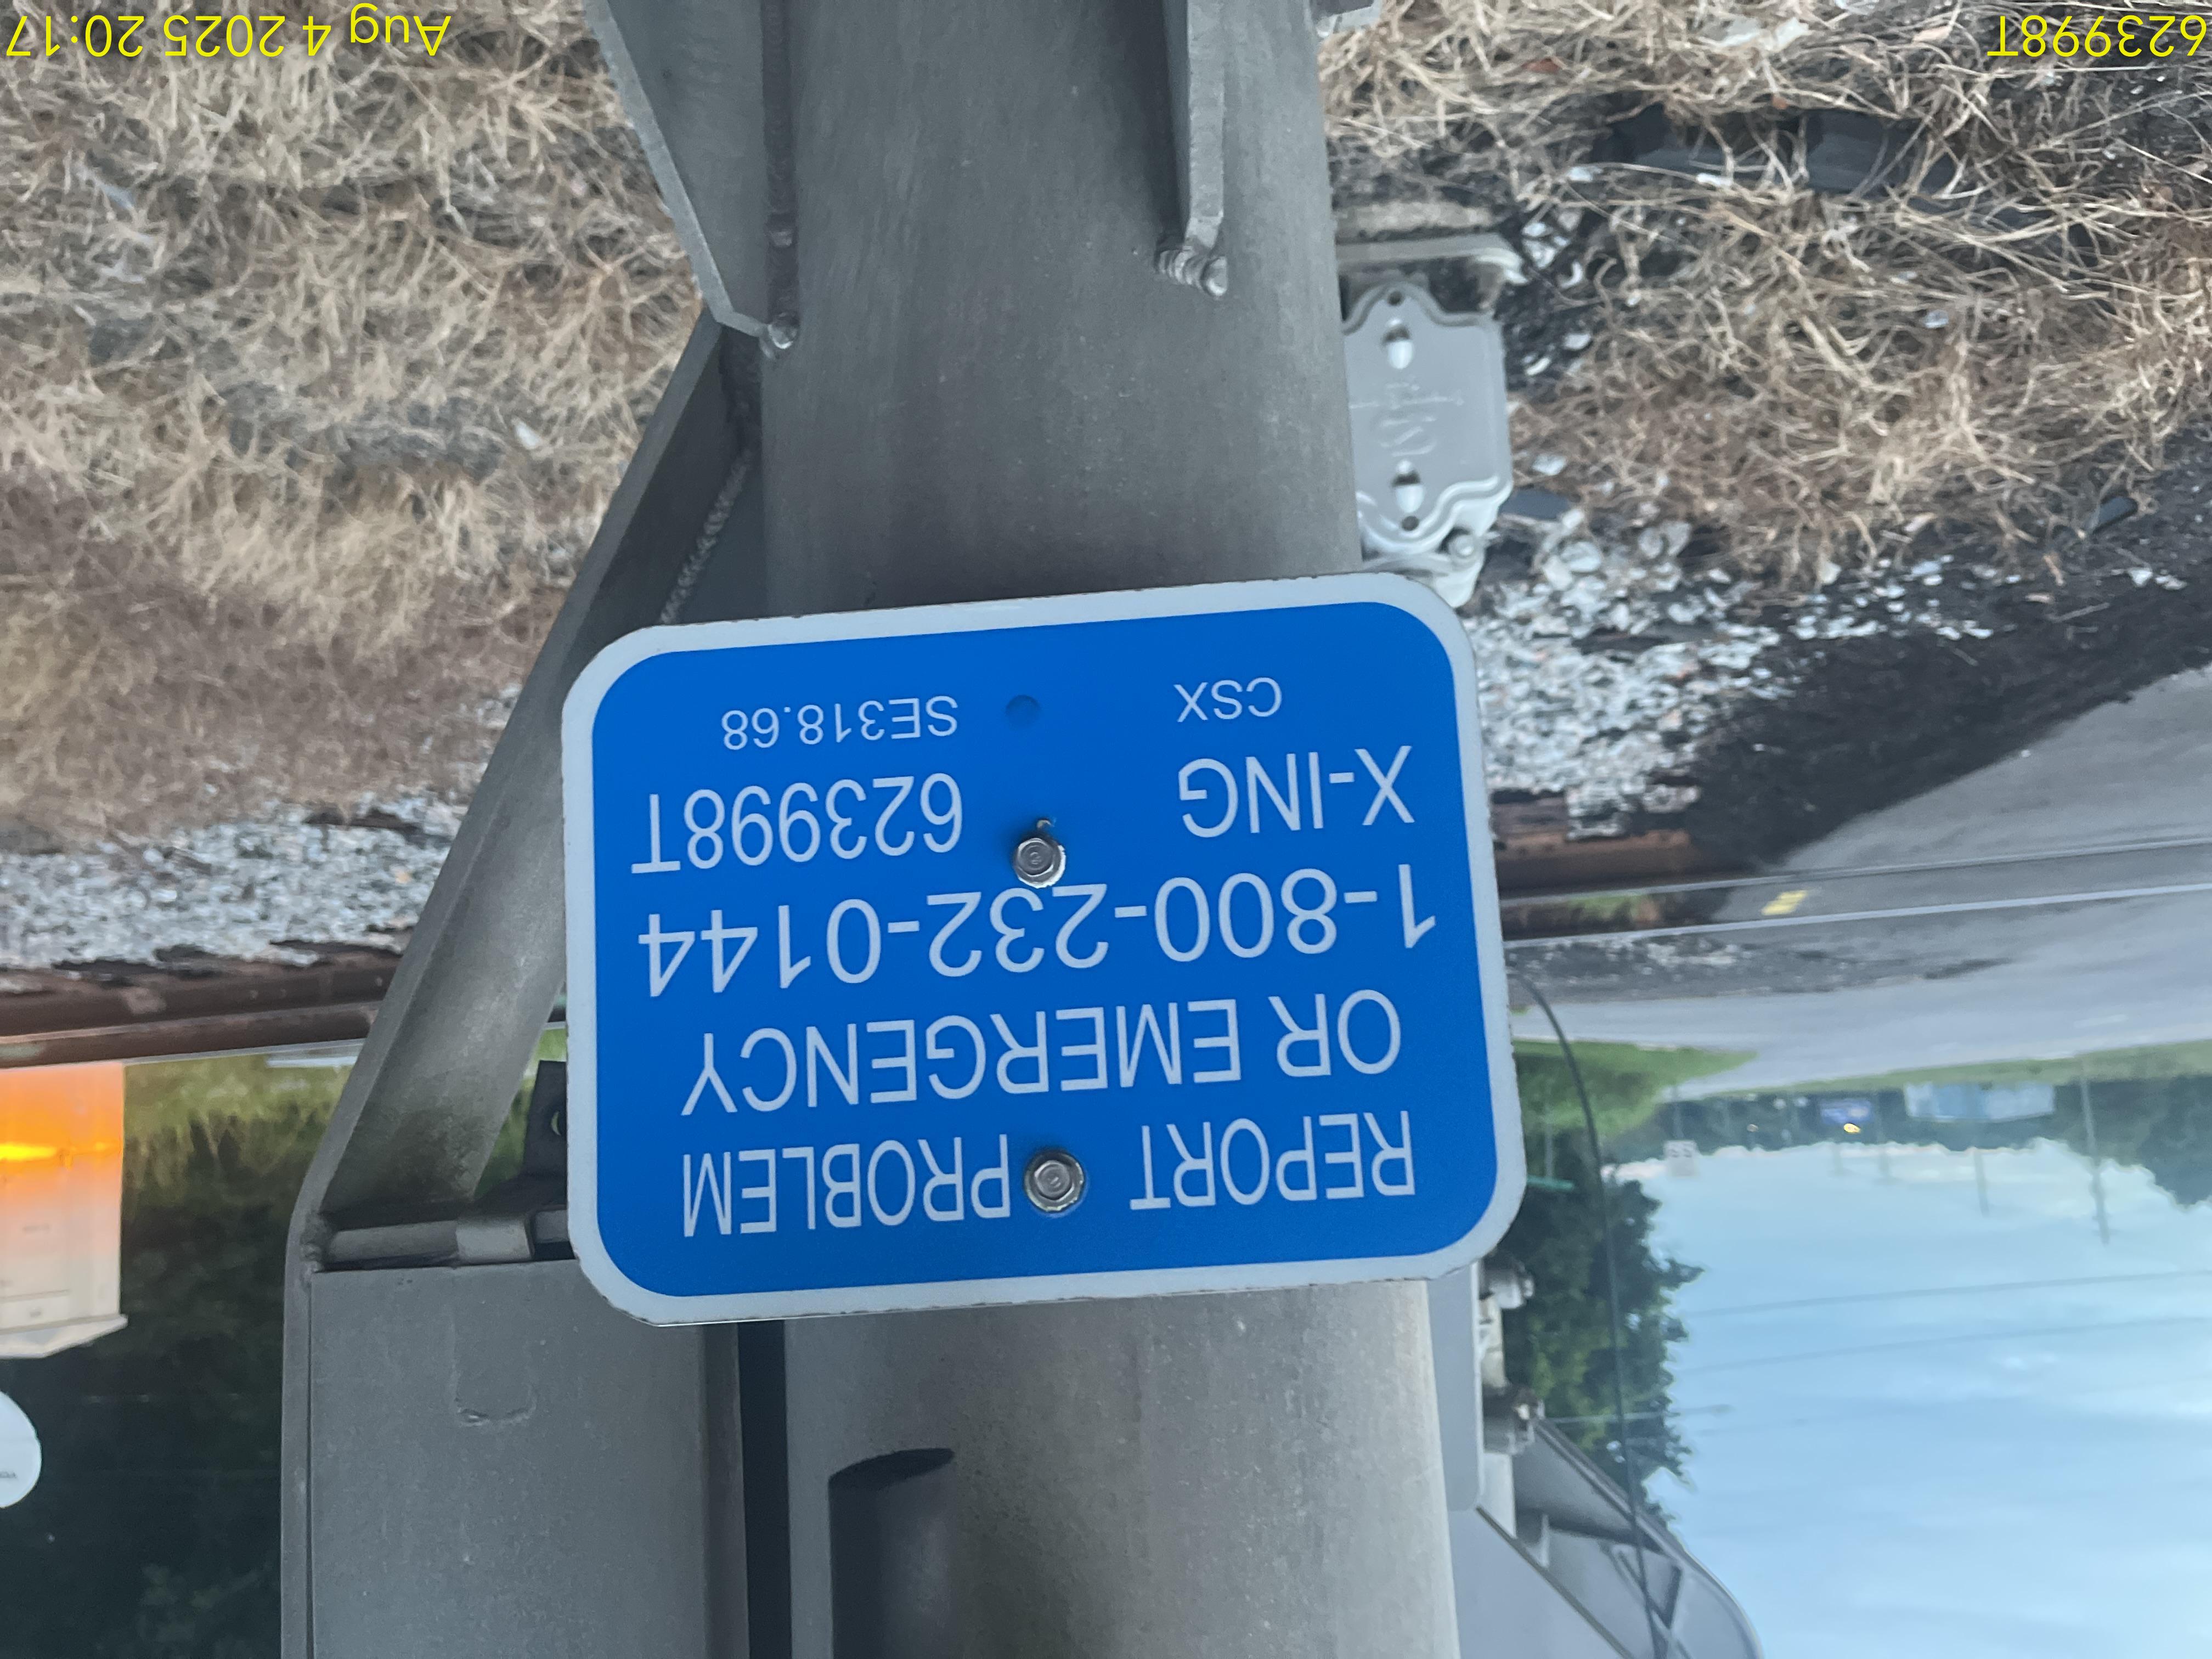 REPORT PROBLEM
OR EMERGENCY
1-800-232-0144
X-ING 623998T
CSX SE318.68
623998T
Aug 4 2025 20:17